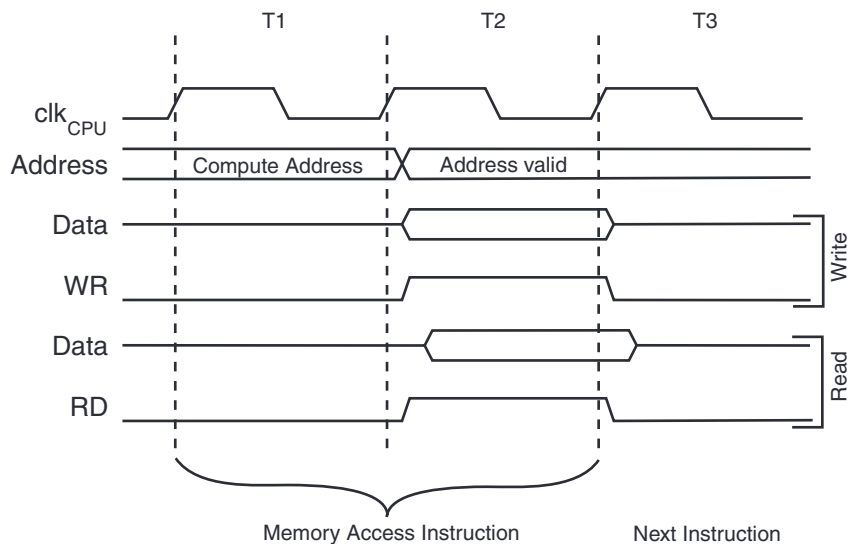 T1
T2
T3
clkCPU
Address
Compute Address
Address valid
Data
WR
Write
Data
RD
Read
Memory Access Instruction
Next Instruction